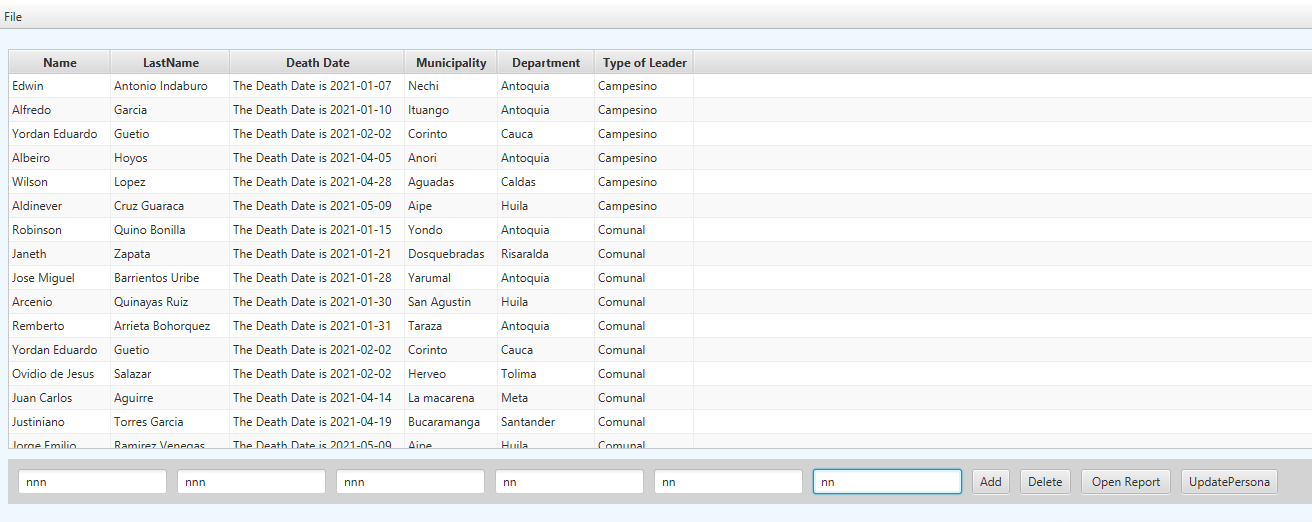 File
Name LastName Death Date Municipality Department Type of Leader
Edwin Antonio Indaburo The Death Date is 2021-01-07 Nechi Antoquia Campesino
Alfredo Garcia The Death Date is 2021-01-10 Ituango Antoquia Campesino
Yordan Eduardo Guetio The Death Date is 2021-02-02 Corinto Cauca Campesino
Albeiro Hoyos The Death Date is 2021-04-05 Anori Antoquia Campesino
Wilson Lopez The Death Date is 2021-04-28 Aguadas Caldas Campesino
Aldinever Cruz Guaraca The Death Date is 2021-05-09 Aipe Huila Campesino
Robinson Quino Bonilla The Death Date is 2021-01-15 Yondo Antoquia Comunal
Janeth Zapata The Death Date is 2021-01-21 Dosquebradas Risaralda Comunal
Jose Miguel Barrientos Uribe The Death Date is 2021-01-28 Yarumal Antoquia Comunal
Arcenio Quinayas Ruiz The Death Date is 2021-01-30 San Agustin Huila Comunal
Remberto Arrieta Bohorquez The Death Date is 2021-01-31 Taraza Antoquia Comunal
Yordan Eduardo Guetio The Death Date is 2021-02-02 Corinto Cauca Comunal
Ovidio de Jesus Salazar The Death Date is 2021-02-02 Herveo Tolima Comunal
Juan Carlos Aguirre The Death Date is 2021-04-14 La macarena Meta Comunal
Justiniano Torres Garcia The Death Date is 2021-04-19 Bucaramanga Santander Comunal
Jorge Emilio Ramirez Venegas The Death Date is 2021-05-09 Aipe Huila Comunal
nnn nnn nnn nn nn nn Add Delete Open Report UpdatePersona